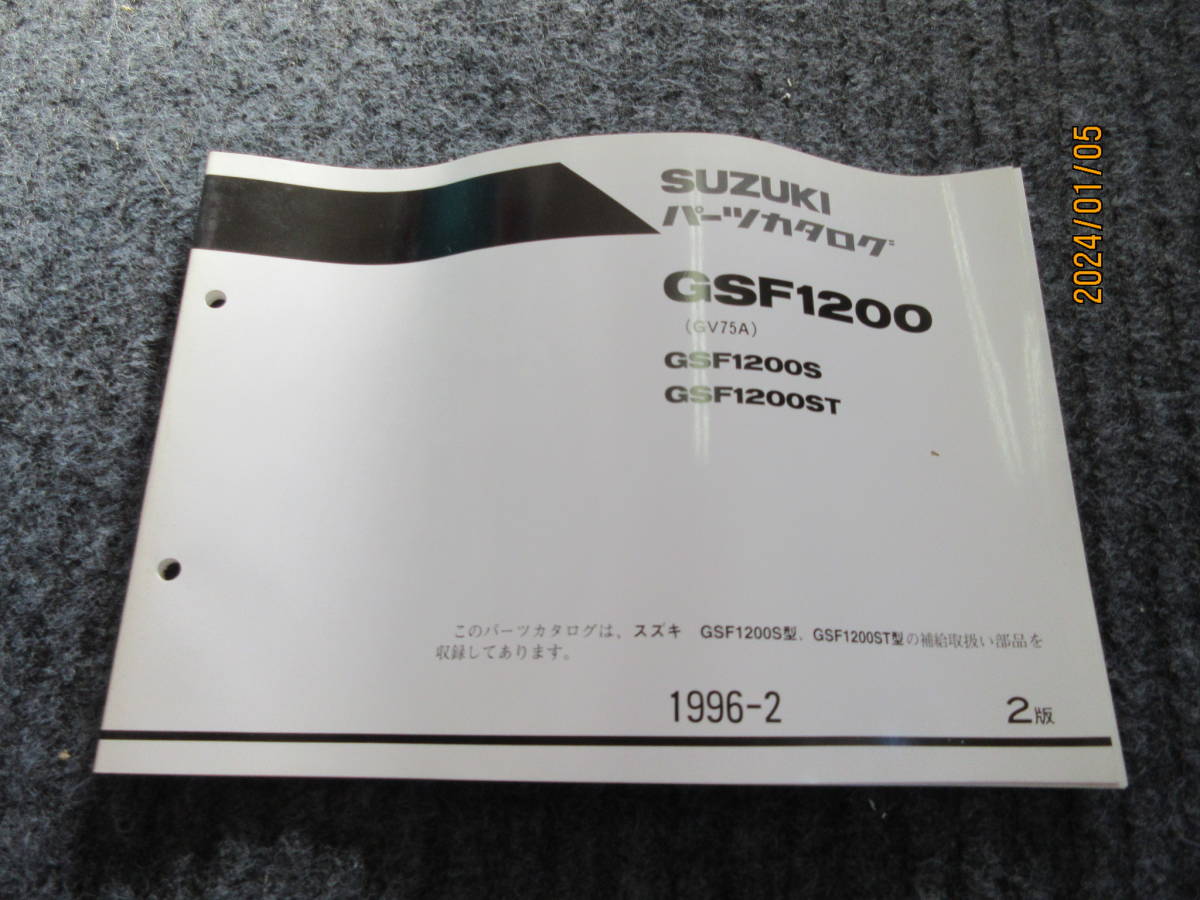 SUZUKI
パーツカタログ
GSF1200
(GV75A)
GSF1200S
GSF1200ST
このパーツカタログは、スズキ GSF1200S型、GSF1200ST型の補給取扱い部品を
収録してあります。
1996-2
2版
2024/01/05